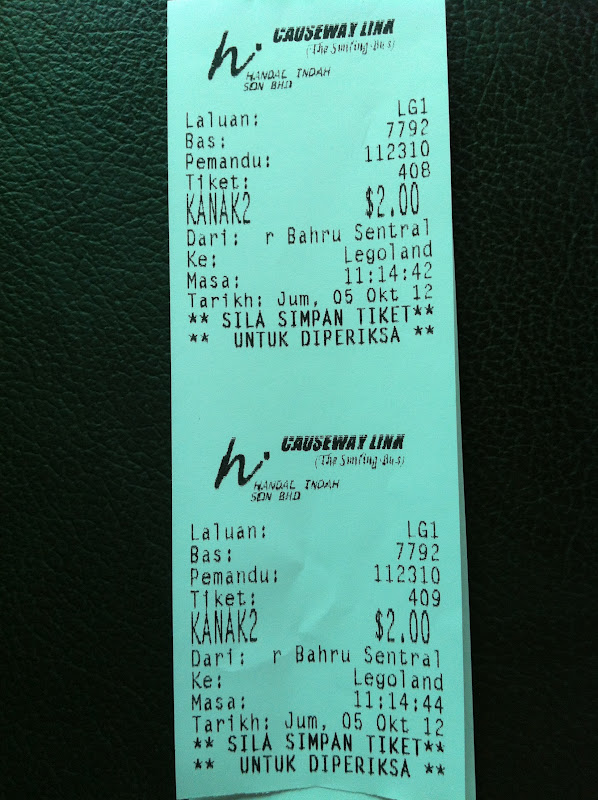 h. CAUSEWAY LINK
(The Smiling Bus)
HANDAL INDAH
SDN BHD
Laluan: LG1
Bas: 7792
Pemandu: 112310
Tiket: 408
KANAK2 $2.00
Dari: r Bahru Sentral
Ke: Legoland
Masa: 11:14:42
Tarikh: Jum, 05 Okt 12
** SILA SIMPAN TIKET**
** UNTUK DIPERIKSA **
h. CAUSEWAY LINK
(The Smiling Bus)
HANDAL INDAH
SDN BHD
Laluan: LG1
Bas: 7792
Pemandu: 112310
Tiket: 409
KANAK2 $2.00
Dari: r Bahru Sentral
Ke: Legoland
Masa: 11:14:44
Tarikh: Jum, 05 Okt 12
** SILA SIMPAN TIKET**
** UNTUK DIPERIKSA **